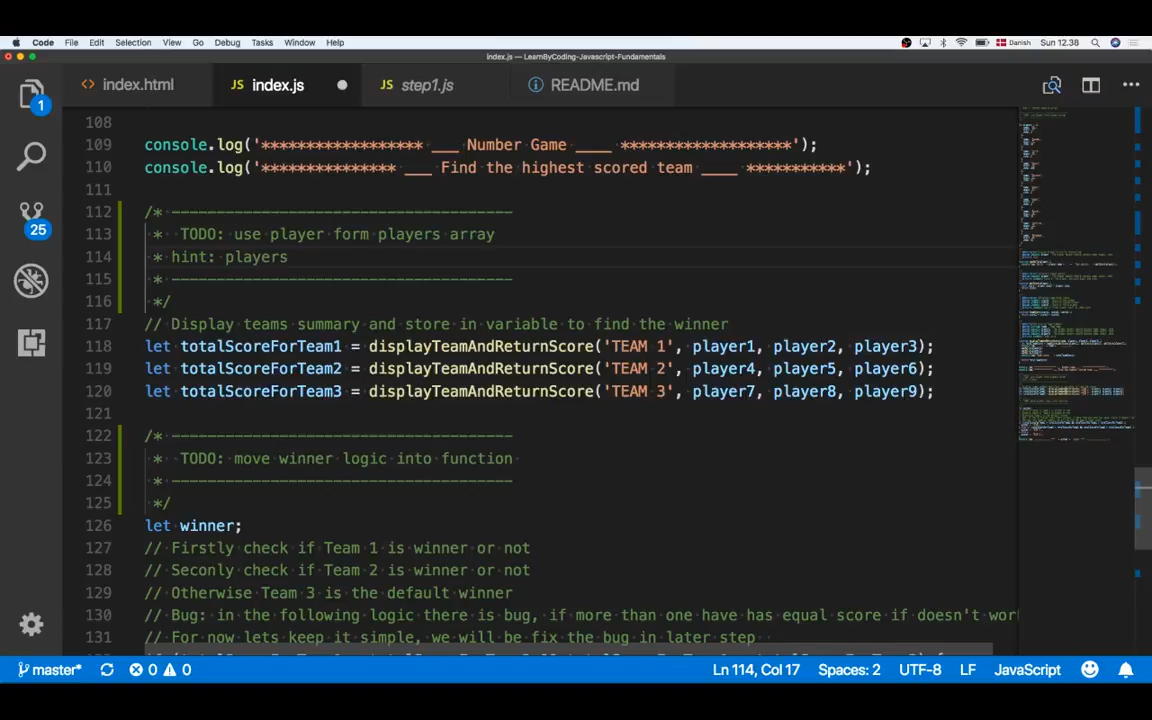 Code File Edit Selection View Go Debug Tasks Window Help Danish Sun 12.38
index.js — LearnByCoding-Javascript-Fundamentals
1 <> index.html JS index.js JS step1.js README.md
25
108
109 console.log('****************** ___ Number Game ____ *******************');
110 console.log('*************** ___ Find the highest scored team ____ ***********');
111
112 /* --------------------------------------
113 * TODO: use player form players array
114 * hint: players
115 * --------------------------------------
116 */
117 // Display teams summary and store in variable to find the winner
118 let totalScoreForTeam1 = displayTeamAndReturnScore('TEAM 1', player1, player2, player3);
119 let totalScoreForTeam2 = displayTeamAndReturnScore('TEAM 2', player4, player5, player6);
120 let totalScoreForTeam3 = displayTeamAndReturnScore('TEAM 3', player7, player8, player9);
121
122 /* --------------------------------------
123 * TODO: move winner logic into function
124 * --------------------------------------
125 */
126 let winner;
127 // Firstly check if Team 1 is winner or not
128 // Seconly check if Team 2 is winner or not
129 // Otherwise Team 3 is the default winner
130 // Bug: in the following logic there is bug, if more than one have has equal score if doesn't wor
131 // For now lets keep it simple, we will be fix the bug in later step
master* 0 0 Ln 114, Col 17 Spaces: 2 UTF-8 LF JavaScript